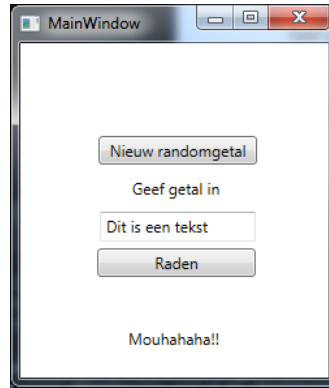 MainWindow
Nieuw randomgetal
Geef getal in
Dit is een tekst
Raden
Mouhahaha!!